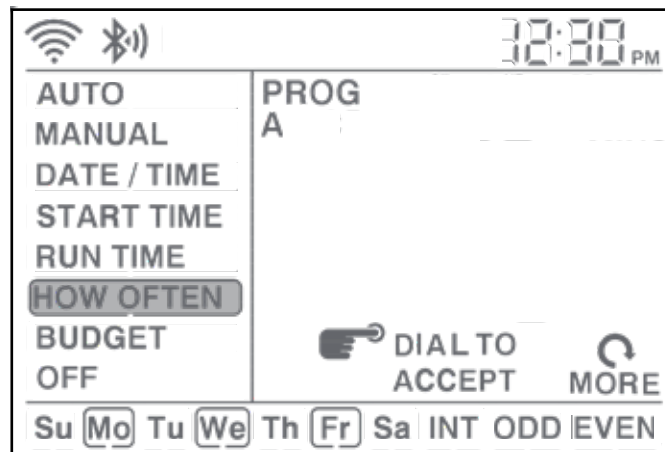 12:30 PM
AUTO
MANUAL
DATE / TIME
START TIME
RUN TIME
HOW OFTEN
BUDGET
OFF
PROG
A
DIAL TO
ACCEPT
MORE
Su Mo Tu We Th Fr Sa INT ODD EVEN